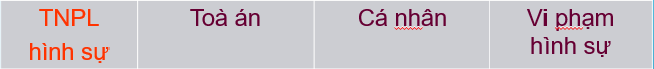 TNPL
hình sự
Toà án
Cá nhân
Vi phạm
hình sự